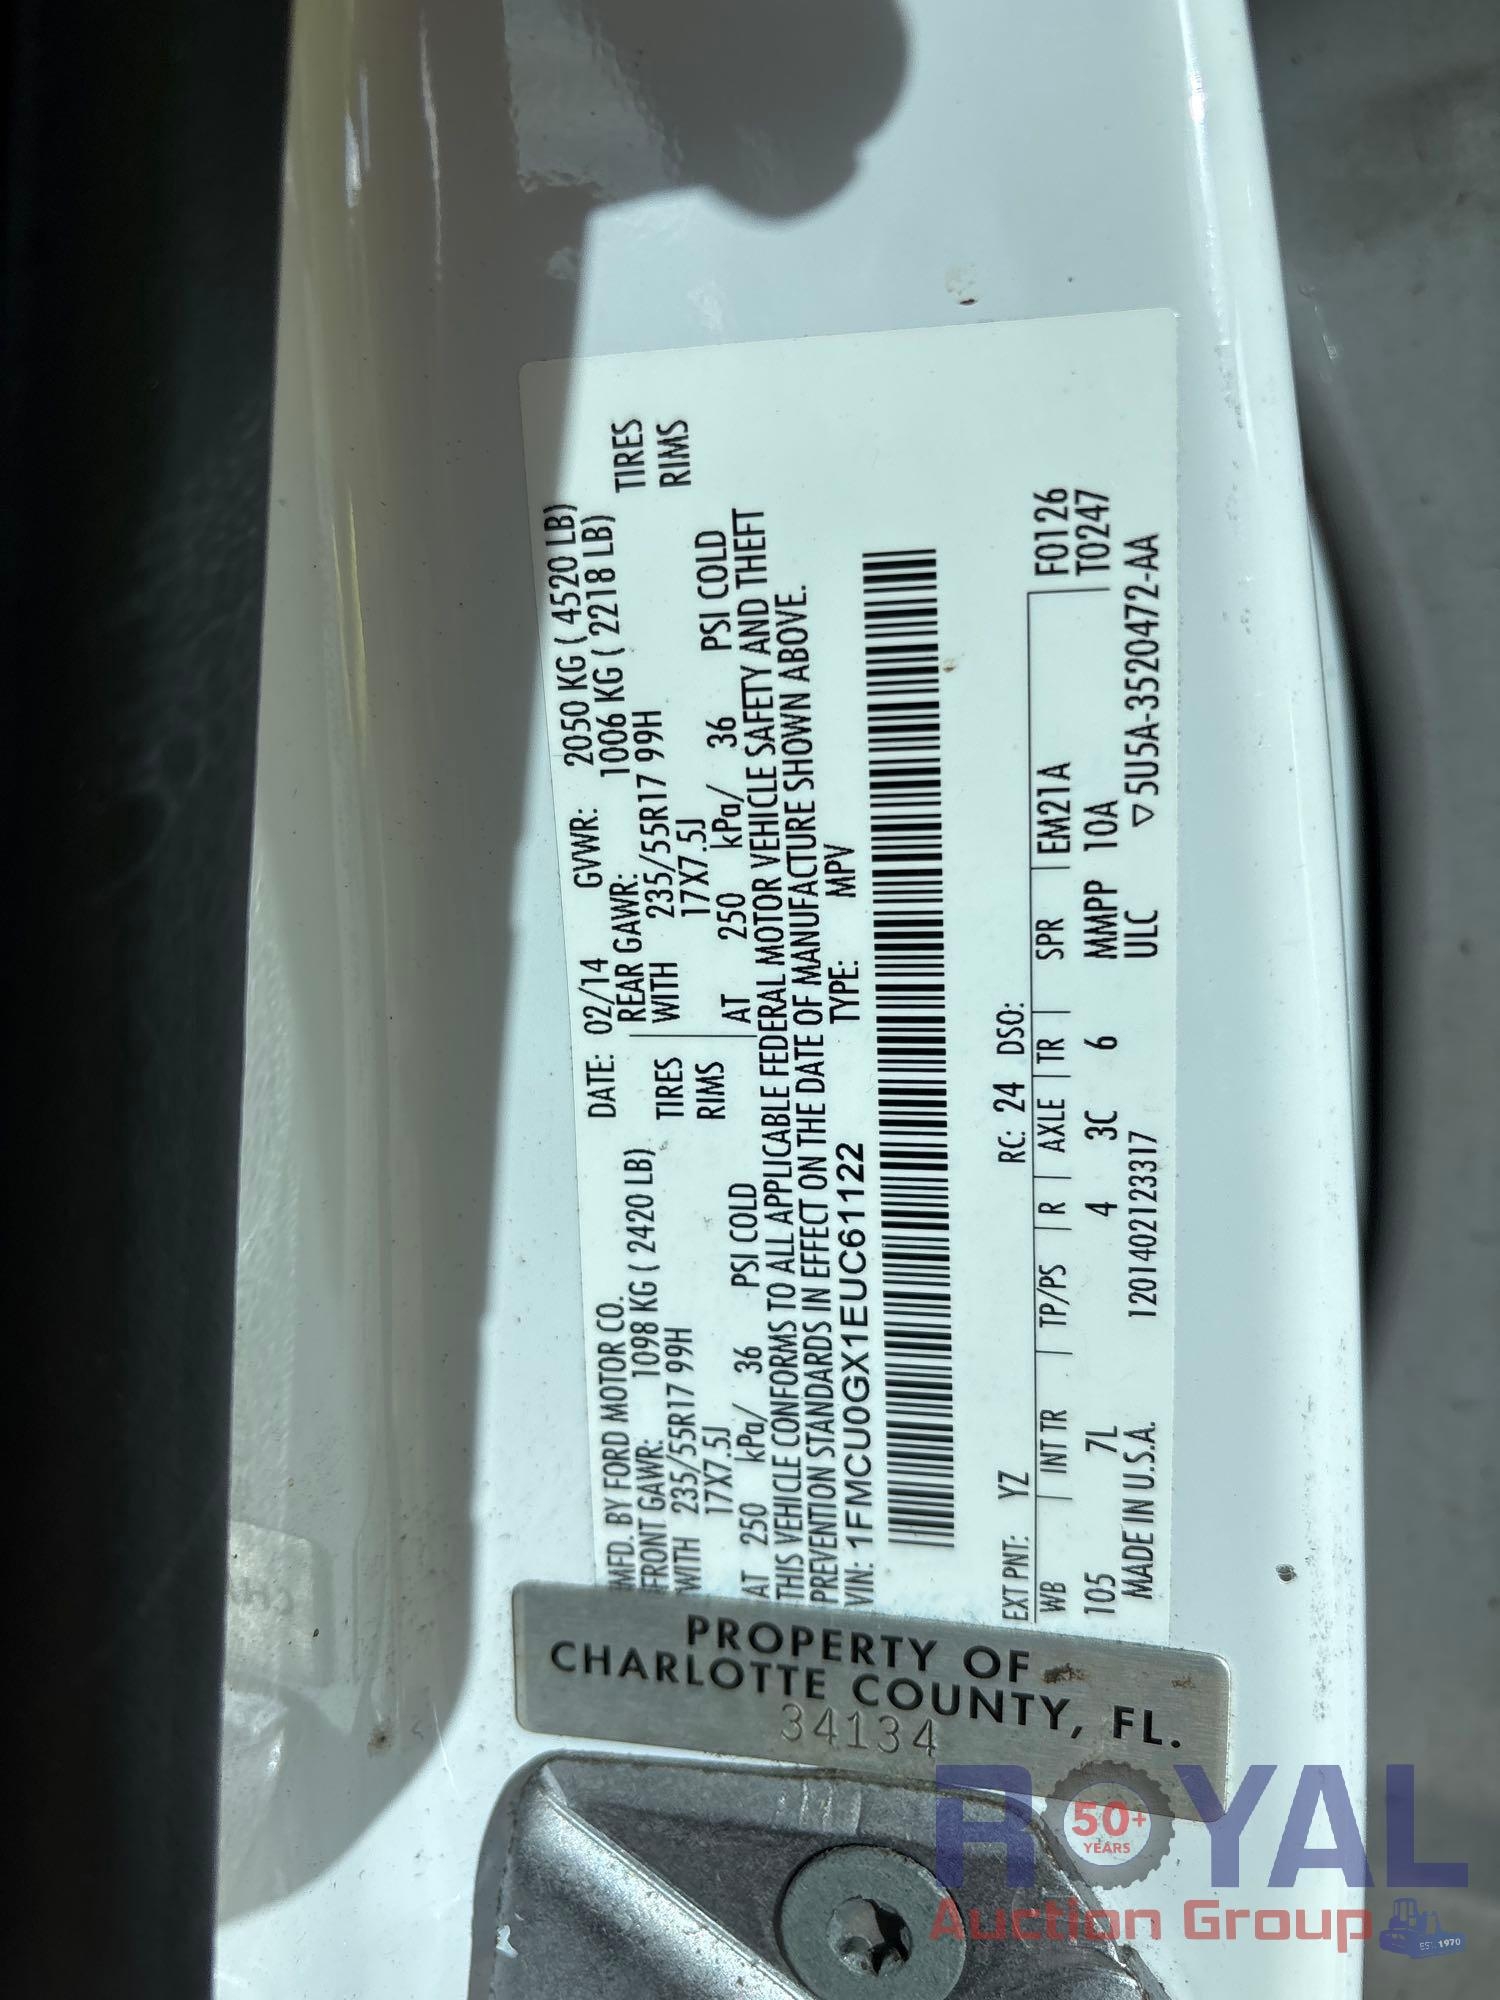 MFD. BY FORD MOTOR CO.
DATE: 02/14 GVWR: 2050 KG ( 4520 LB)
FRONT GAWR: 1098 KG ( 2420 LB)
REAR GAWR: 1006 KG ( 2218 LB)
WITH 235/55R17 99H TIRES
WITH 235/55R17 99H TIRES
17X7.5J RIMS
17X7.5J RIMS
AT 250 kPa/ 36 PSI COLD
AT 250 kPa/ 36 PSI COLD
THIS VEHICLE CONFORMS TO ALL APPLICABLE FEDERAL MOTOR VEHICLE SAFETY AND THEFT
PREVENTION STANDARDS IN EFFECT ON THE DATE OF MANUFACTURE SHOWN ABOVE.
VIN: 1FMCU0GX1EUC61122 TYPE: MPV
EXT PNT: YZ RC: 24 DSO:
WB | INT TR | TP/PS | R | AXLE | TR | SPR | EM21A F0126
105 7L 4 3C 6 MMPP 10A T0247
MADE IN U.S.A. 1201402123317 ULC ▽5U5A-3520472-AA
PROPERTY OF
CHARLOTTE COUNTY, FL.
34134
ROYAL
50+
YEARS
Auction Group
EST. 1970